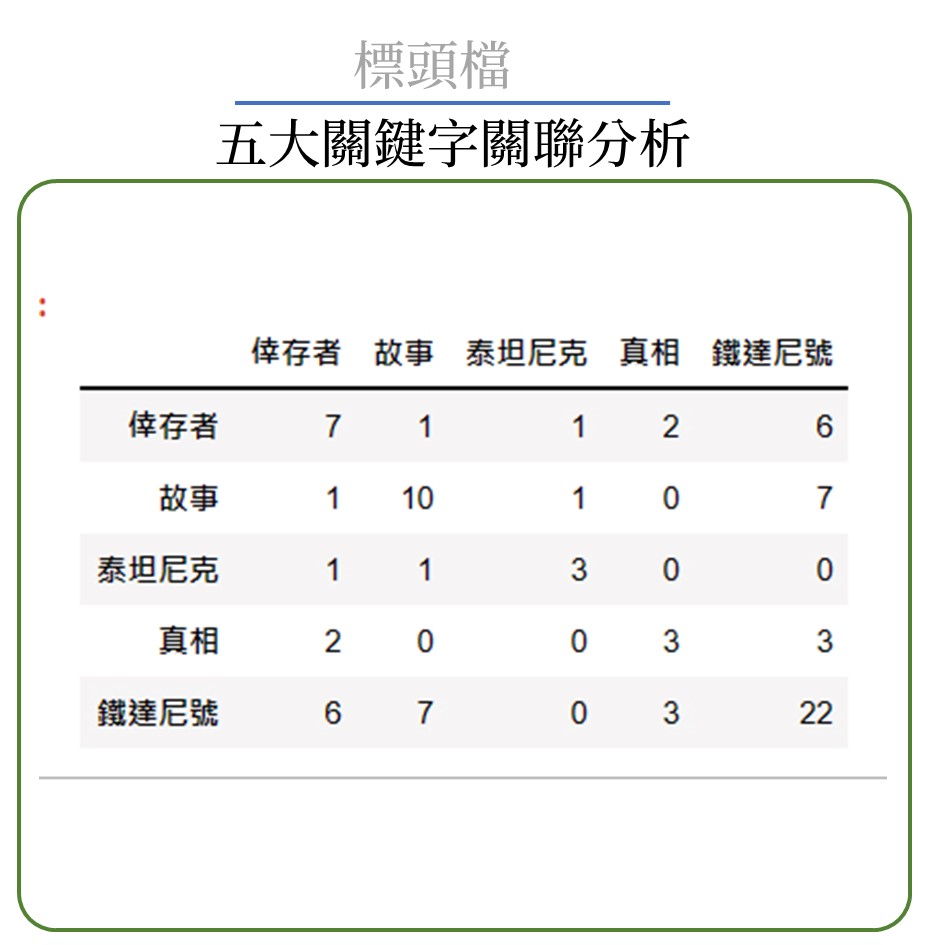 標頭檔
五大關鍵字關聯分析
:
倖存者 故事 泰坦尼克 真相 鐵達尼號
倖存者 7 1 1 2 6
故事 1 10 1 0 7
泰坦尼克 1 1 3 0 0
真相 2 0 0 3 3
鐵達尼號 6 7 0 3 22